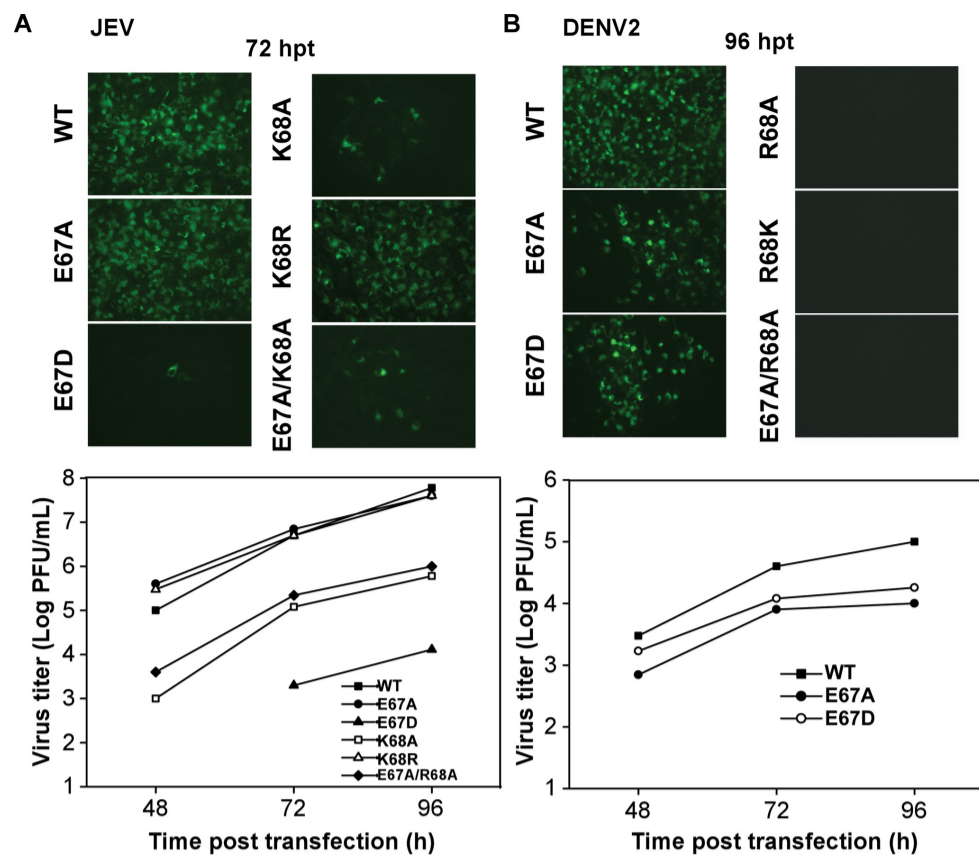 A JEV
72 hpt
WT
K68A
E67A
K68R
E67D
E67A/K68A
8
7
6
5
4
3
2
1
Virus titer (Log PFU/mL)
WT
E67A
E67D
K68A
K68R
E67A/R68A
48 72 96
Time post transfection (h)
B DENV2
96 hpt
WT
R68A
E67A
R68K
E67D
E67A/R68A
6
5
4
3
2
1
Virus titer (Log PFU/mL)
WT
E67A
E67D
48 72 96
Time post transfection (h)